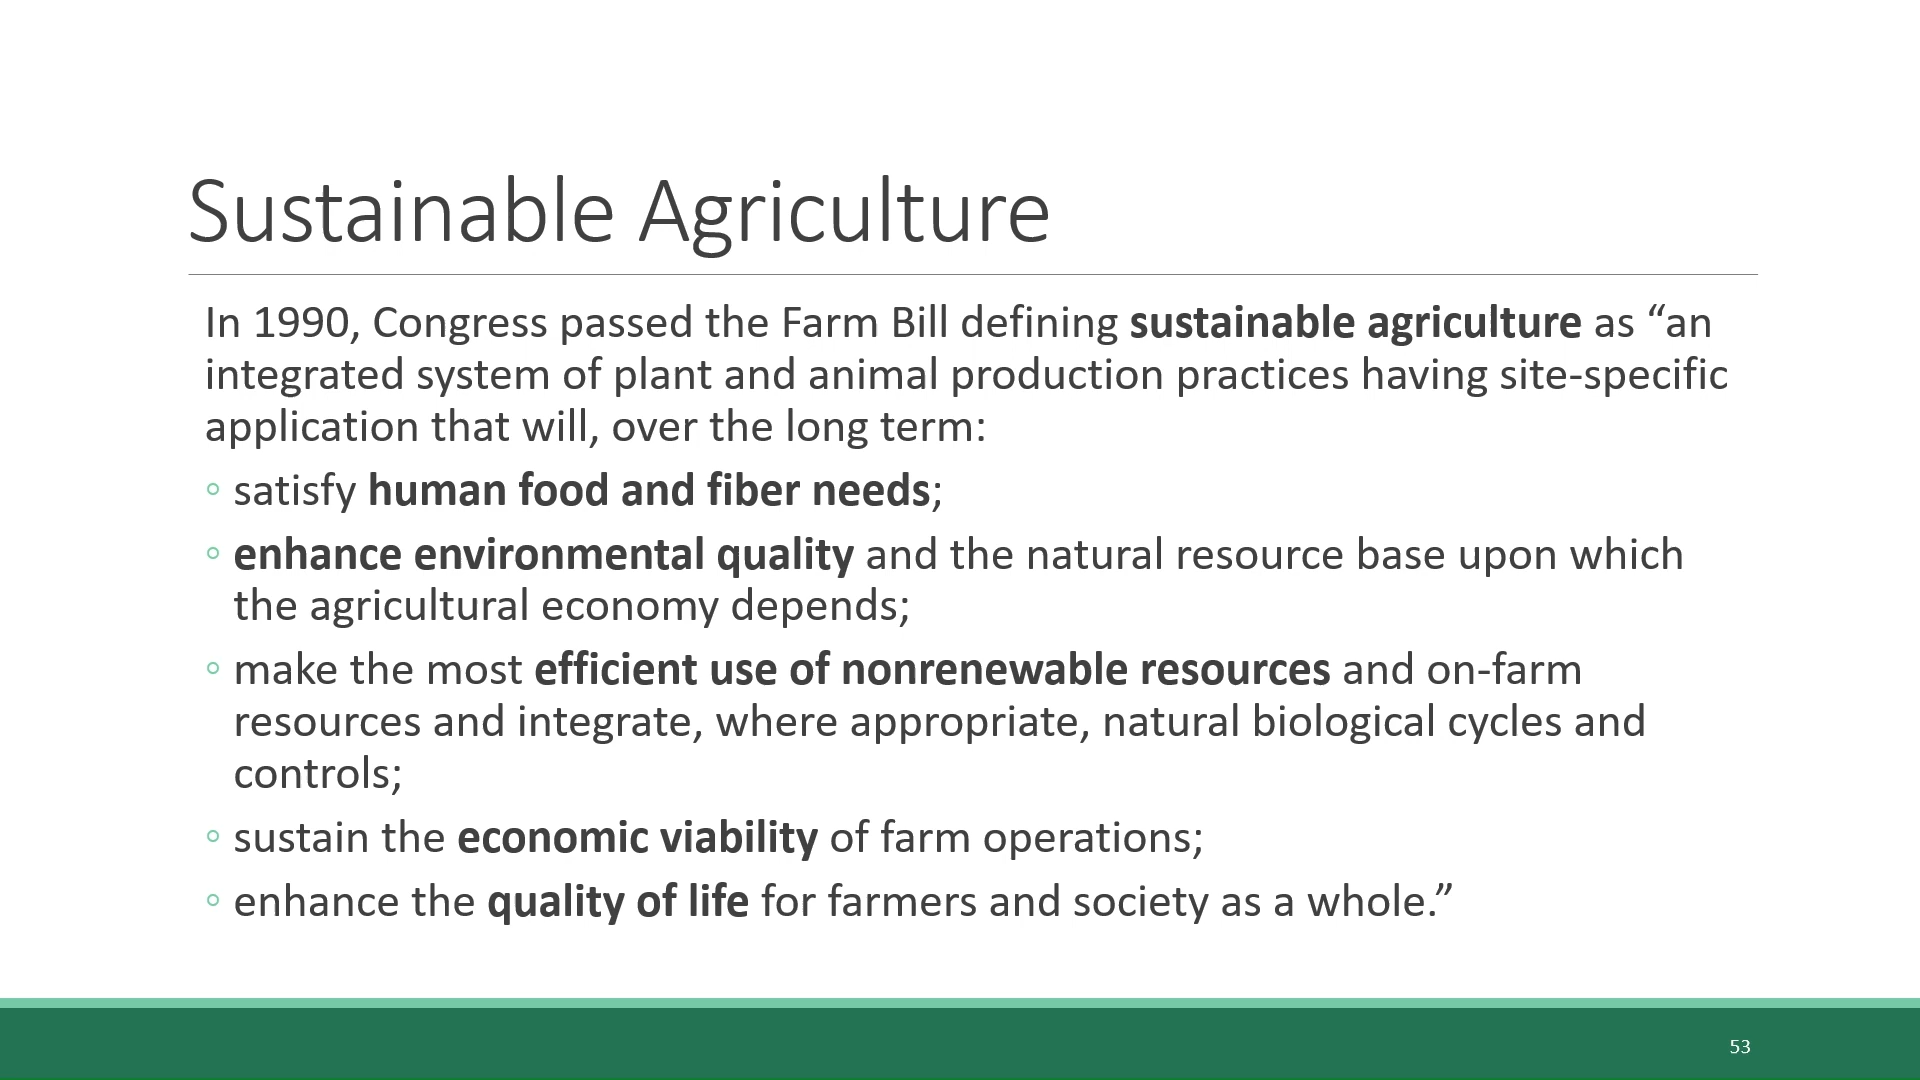 Sustainable Agriculture
In 1990, Congress passed the Farm Bill defining sustainable agriculture as “an
integrated system of plant and animal production practices having site-specific
application that will, over the long term:
◦ satisfy human food and fiber needs;
◦ enhance environmental quality and the natural resource base upon which
the agricultural economy depends;
◦ make the most efficient use of nonrenewable resources and on-farm
resources and integrate, where appropriate, natural biological cycles and
controls;
◦ sustain the economic viability of farm operations;
◦ enhance the quality of life for farmers and society as a whole.”
53